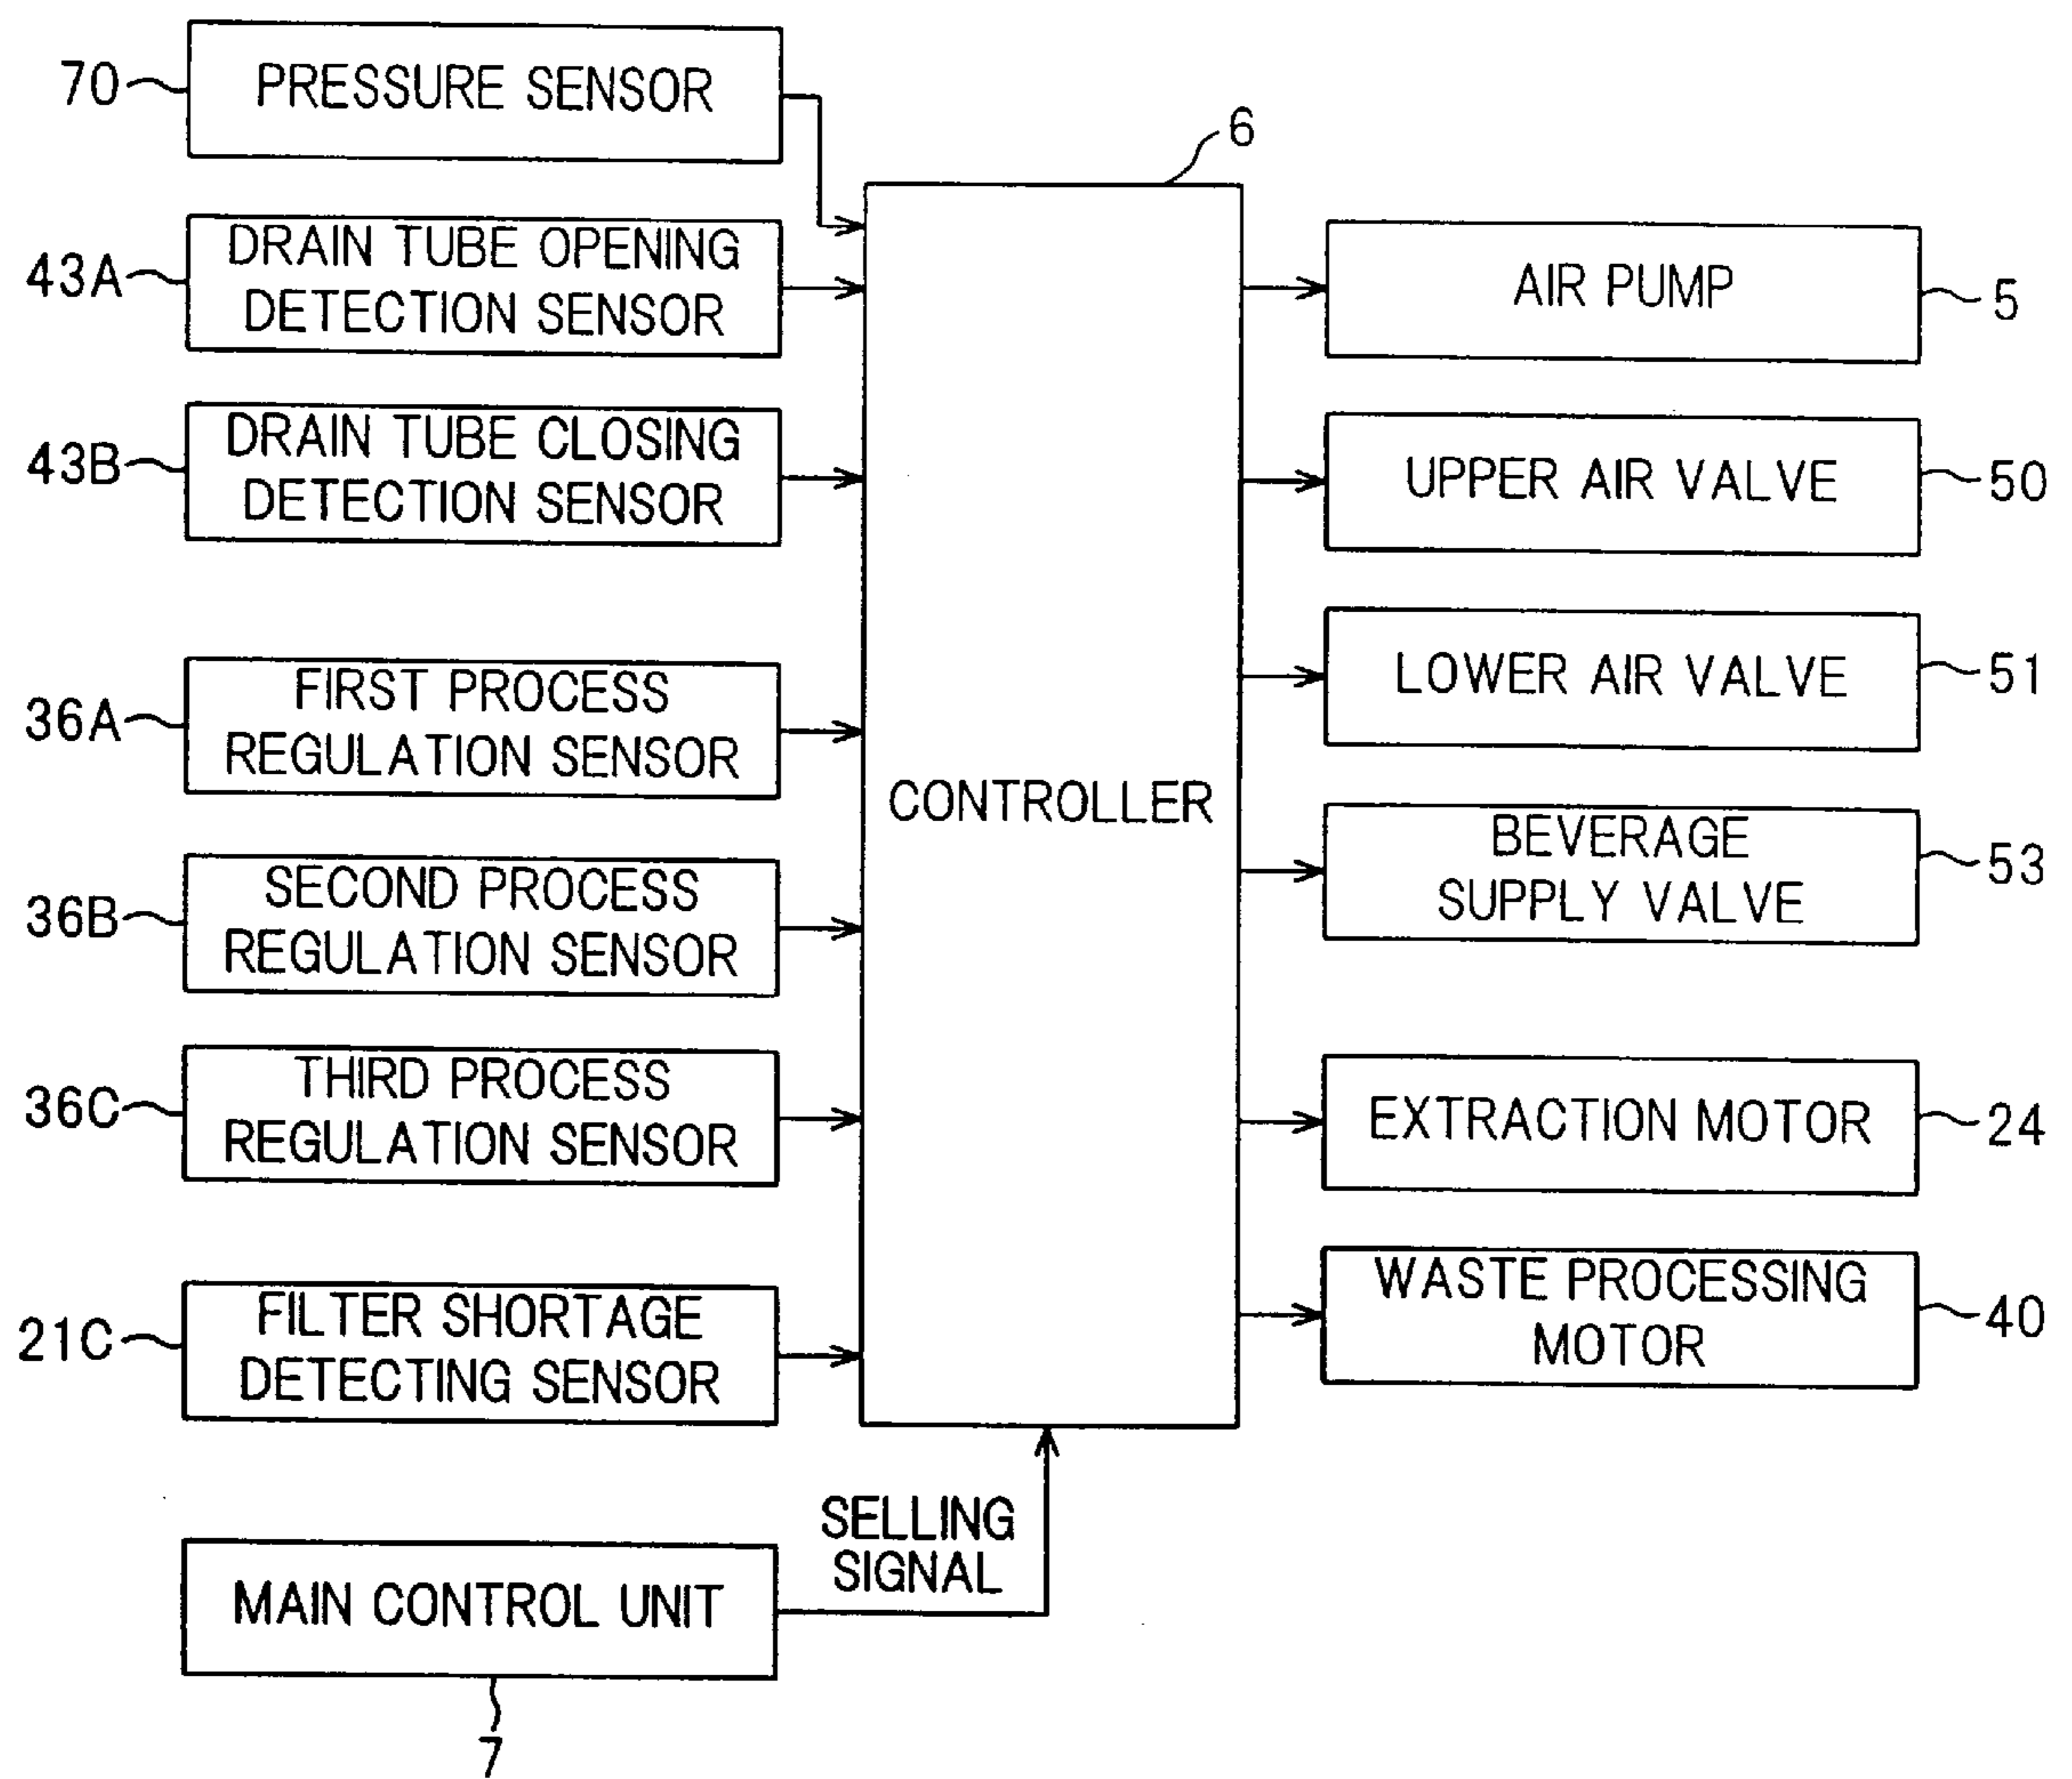 70
PRESSURE SENSOR
6
43A
DRAIN TUBE OPENING
DETECTION SENSOR
AIR PUMP
5
43B
DRAIN TUBE CLOSING
DETECTION SENSOR
UPPER AIR VALVE
50
36A
FIRST PROCESS
REGULATION SENSOR
LOWER AIR VALVE
51
CONTROLLER
36B
SECOND PROCESS
REGULATION SENSOR
BEVERAGE
SUPPLY VALVE
53
36C
THIRD PROCESS
REGULATION SENSOR
EXTRACTION MOTOR
24
21C
FILTER SHORTAGE
DETECTING SENSOR
WASTE PROCESSING
MOTOR
40
SELLING
SIGNAL
MAIN CONTROL UNIT
7